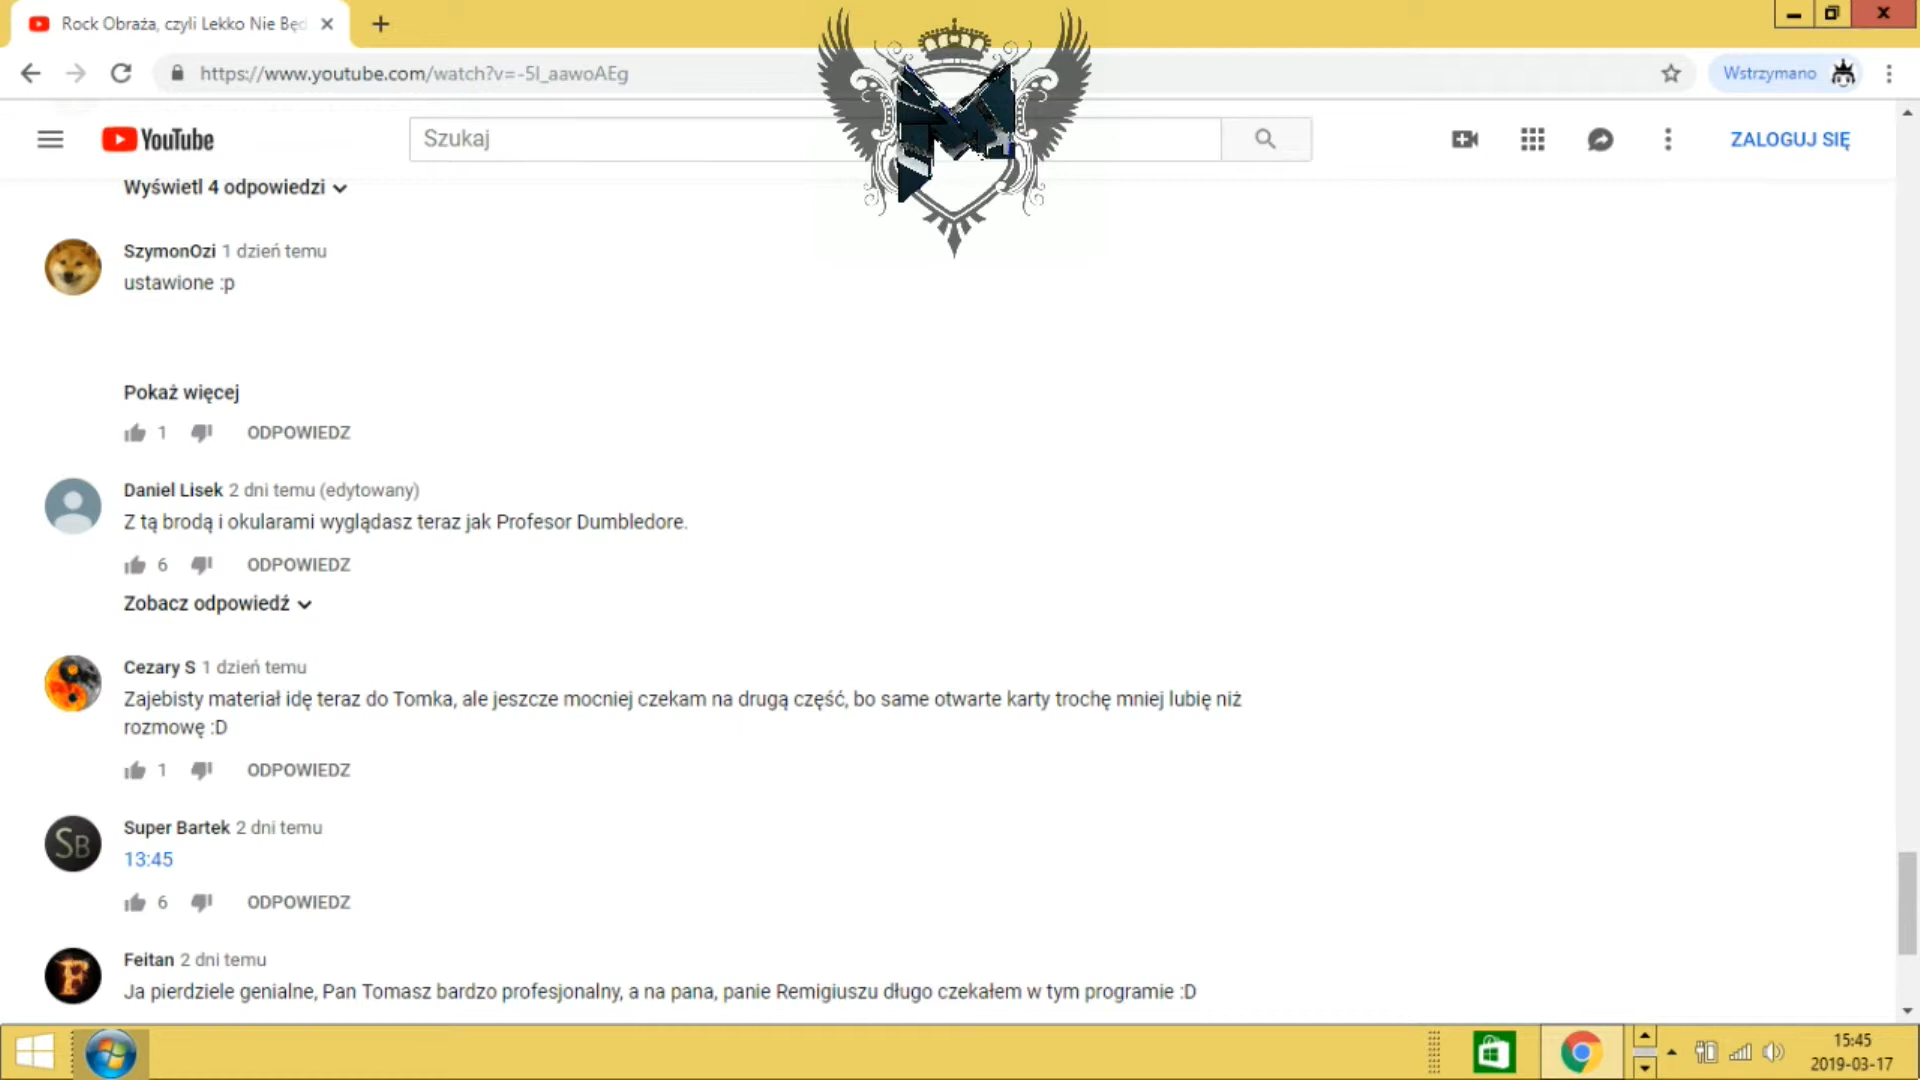 Rock Obraża, czyli Lekko Nie Będ
https://www.youtube.com/watch?v=-5l_aawoAEg
Wstrzymano
YouTube
Szukaj
ZALOGUJ SIĘ
Wyświetl 4 odpowiedzi
SzymonOzi 1 dzień temu
ustawione :p
Pokaż więcej
1 ODPOWIEDZ
Daniel Lisek 2 dni temu (edytowany)
Z tą brodą i okularami wyglądasz teraz jak Profesor Dumbledore.
6 ODPOWIEDZ
Zobacz odpowiedź
Cezary S 1 dzień temu
Zajebisty materiał idę teraz do Tomka, ale jeszcze mocniej czekam na drugą część, bo same otwarte karty trochę mniej lubię niż
rozmowę :D
1 ODPOWIEDZ
SB
Super Bartek 2 dni temu
13:45
6 ODPOWIEDZ
F
Feitan 2 dni temu
Ja pierdziele genialne, Pan Tomasz bardzo profesjonalny, a na pana, panie Remigiuszu długo czekałem w tym programie :D
15:45
2019-03-17